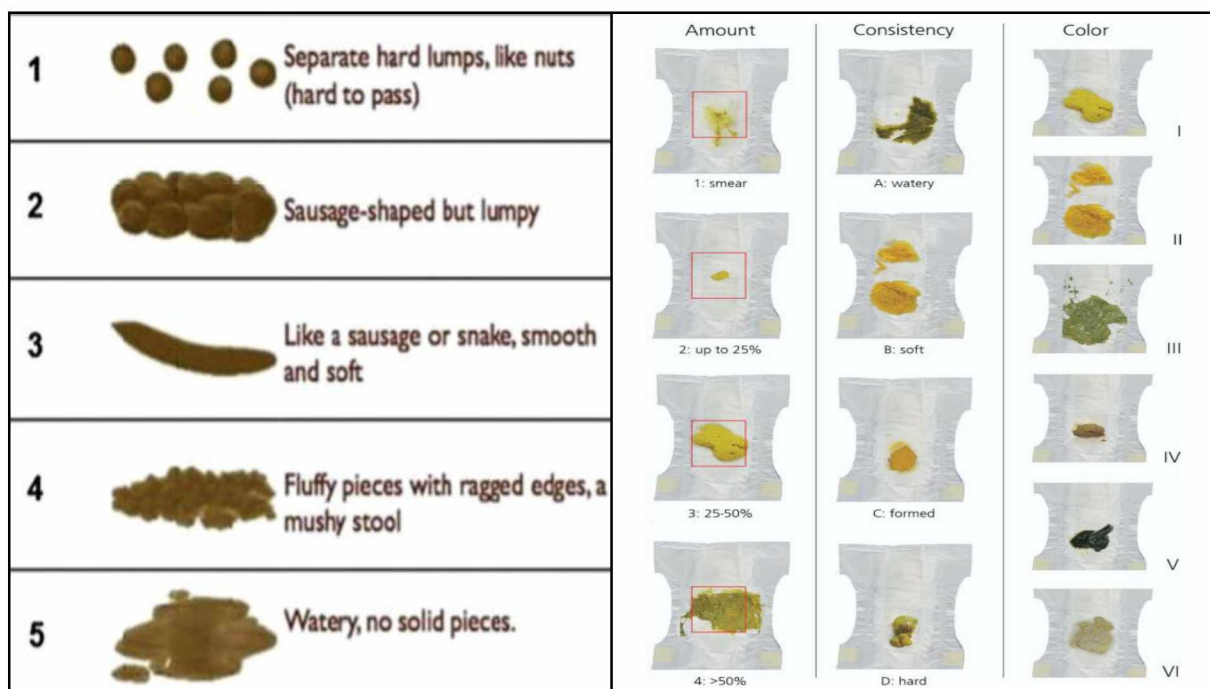 1
Separate hard lumps, like nuts
(hard to pass)
2
Sausage-shaped but lumpy
3
Like a sausage or snake, smooth
and soft
4
Fluffy pieces with ragged edges, a
mushy stool
5
Watery, no solid pieces.
Amount
1: smear
2: up to 25%
3: 25-50%
4: >50%
Consistency
A: watery
B: soft
C: formed
D: hard
Color
I
II
III
IV
V
VI